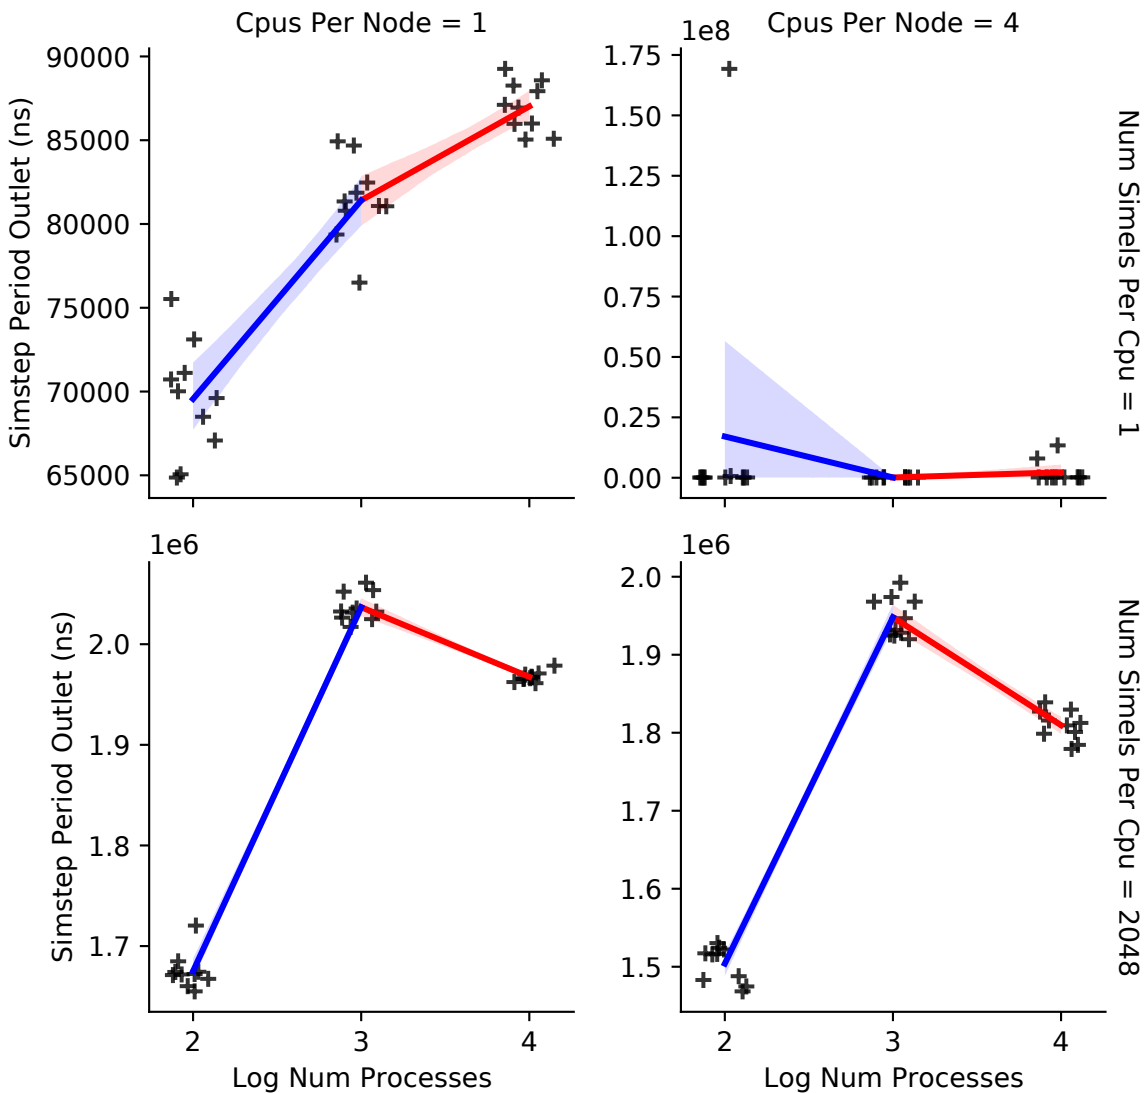 Cpus Per Node = 1
Cpus Per Node = 4
1e8
90000
85000
80000
75000
70000
65000
Simstep Period Outlet (ns)
1.75
1.50
1.25
1.00
0.75
0.50
0.25
0.00
Num Simels Per Cpu = 1
1e6
2.0
1.9
1.8
1.7
Simstep Period Outlet (ns)
2
3
4
Log Num Processes
1e6
2.0
1.9
1.8
1.7
1.6
1.5
2
3
4
Log Num Processes
Num Simels Per Cpu = 2048